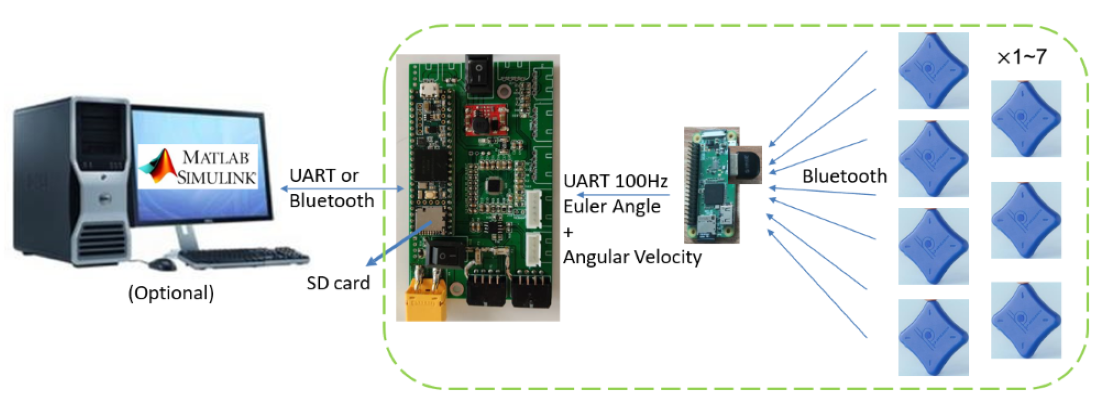 MATLAB
SIMULINK
(Optional)
UART or
Bluetooth
SD card
UART 100Hz
Euler Angle
+
Angular Velocity
Bluetooth
×1~7